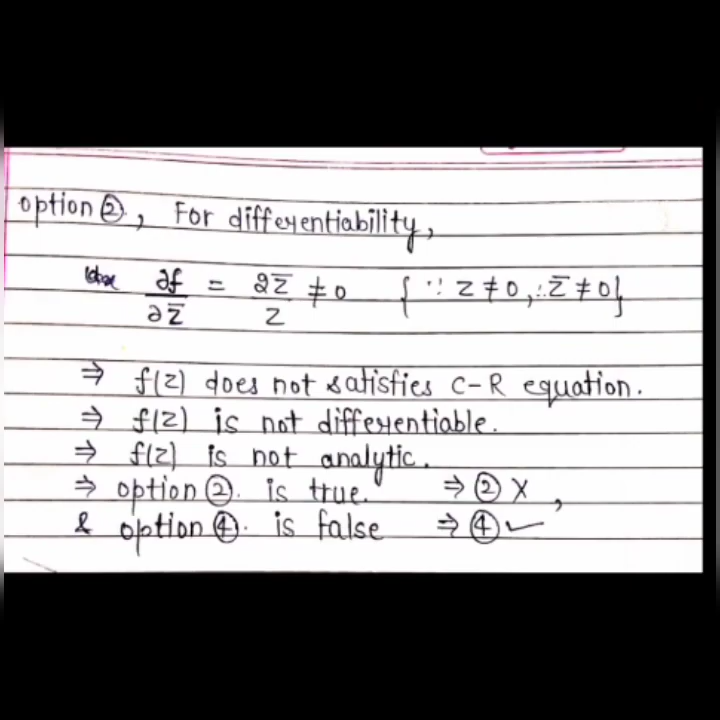 option ②, For differentiability,
∂f/∂z̄ = 2z̄/z ≠ 0 {∵ z ≠ 0, ∴ z̄ ≠ 0}
⇒ f(z) does not satisfies C-R equation.
⇒ f(z) is not differentiable.
⇒ f(z) is not analytic.
⇒ option ②. is true. ⇒ ② X ,
& option ④. is false ⇒ ④ ✓